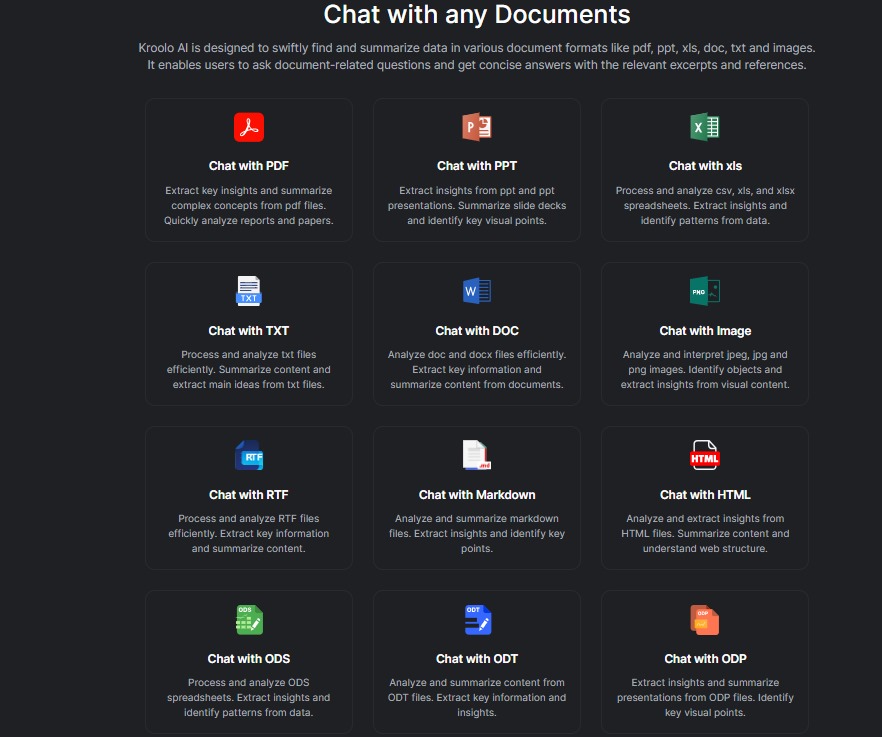 Chat with any Documents
Kroolo AI is designed to swiftly find and summarize data in various document formats like pdf, ppt, xls, doc, txt and images.
It enables users to ask document-related questions and get concise answers with the relevant excerpts and references.
Chat with PDF
Extract key insights and summarize
complex concepts from pdf files.
Quickly analyze reports and papers.
P
Chat with PPT
Extract insights from ppt and ppt
presentations. Summarize slide decks
and identify key visual points.
X
Chat with xls
Process and analyze csv, xls, and xlsx
spreadsheets. Extract insights and
identify patterns from data.
TXT
Chat with TXT
Process and analyze txt files
efficiently. Summarize content and
extract main ideas from txt files.
W
Chat with DOC
Analyze doc and docx files efficiently.
Extract key information and
summarize content from documents.
PNG
Chat with Image
Analyze and interpret jpeg, jpg and
png images. Identify objects and
extract insights from visual content.
RTF
Chat with RTF
Process and analyze RTF files
efficiently. Extract key information
and summarize content.
.md
Chat with Markdown
Analyze and summarize markdown
files. Extract insights and identify key
points.
HTML
Chat with HTML
Analyze and extract insights from
HTML files. Summarize content and
understand web structure.
ODS
Chat with ODS
Process and analyze ODS
spreadsheets. Extract insights and
identify patterns from data.
ODT
Chat with ODT
Analyze and summarize content from
ODT files. Extract key information and
insights.
ODP
Chat with ODP
Extract insights and summarize
presentations from ODP files. Identify
key visual points.